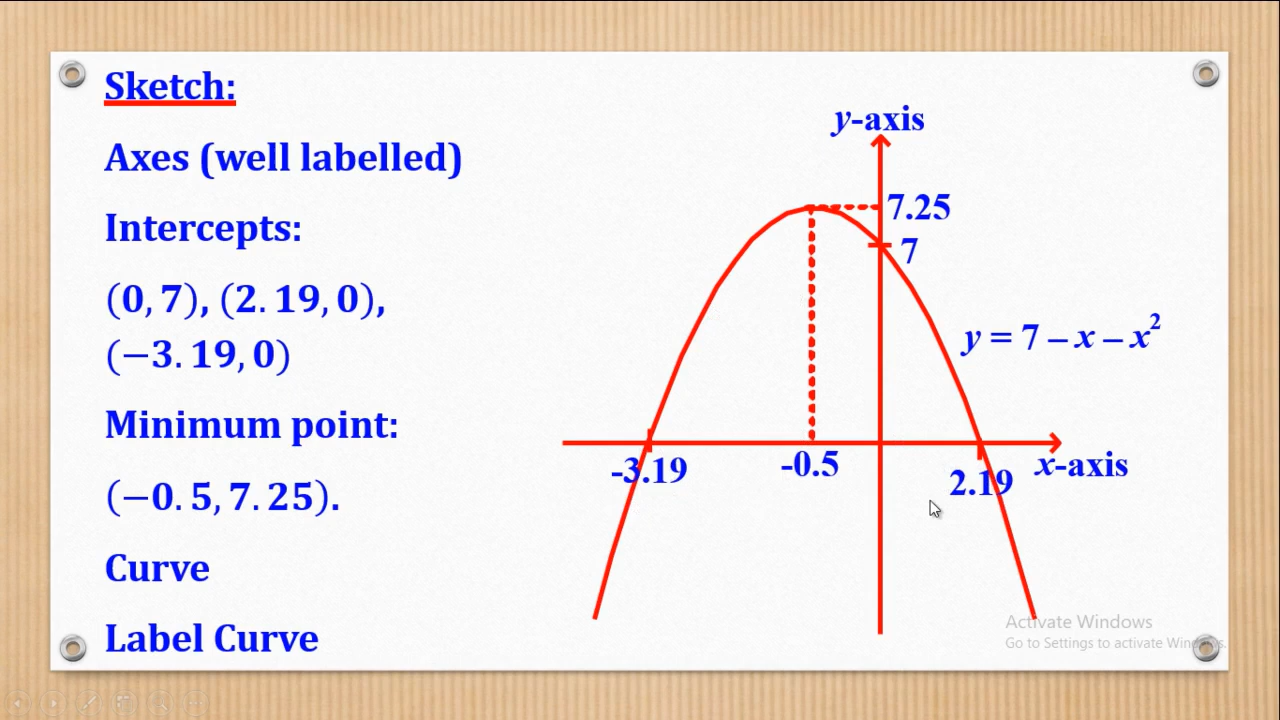 Sketch:
Axes (well labelled)
Intercepts:
(0, 7), (2.19, 0),
(−3.19, 0)
Minimum point:
(−0.5, 7.25).
Curve
Label Curve
y-axis
7.25
7
y = 7 – x – x²
-3.19
-0.5
2.19
x-axis
Activate Windows
Go to Settings to activate Windows.